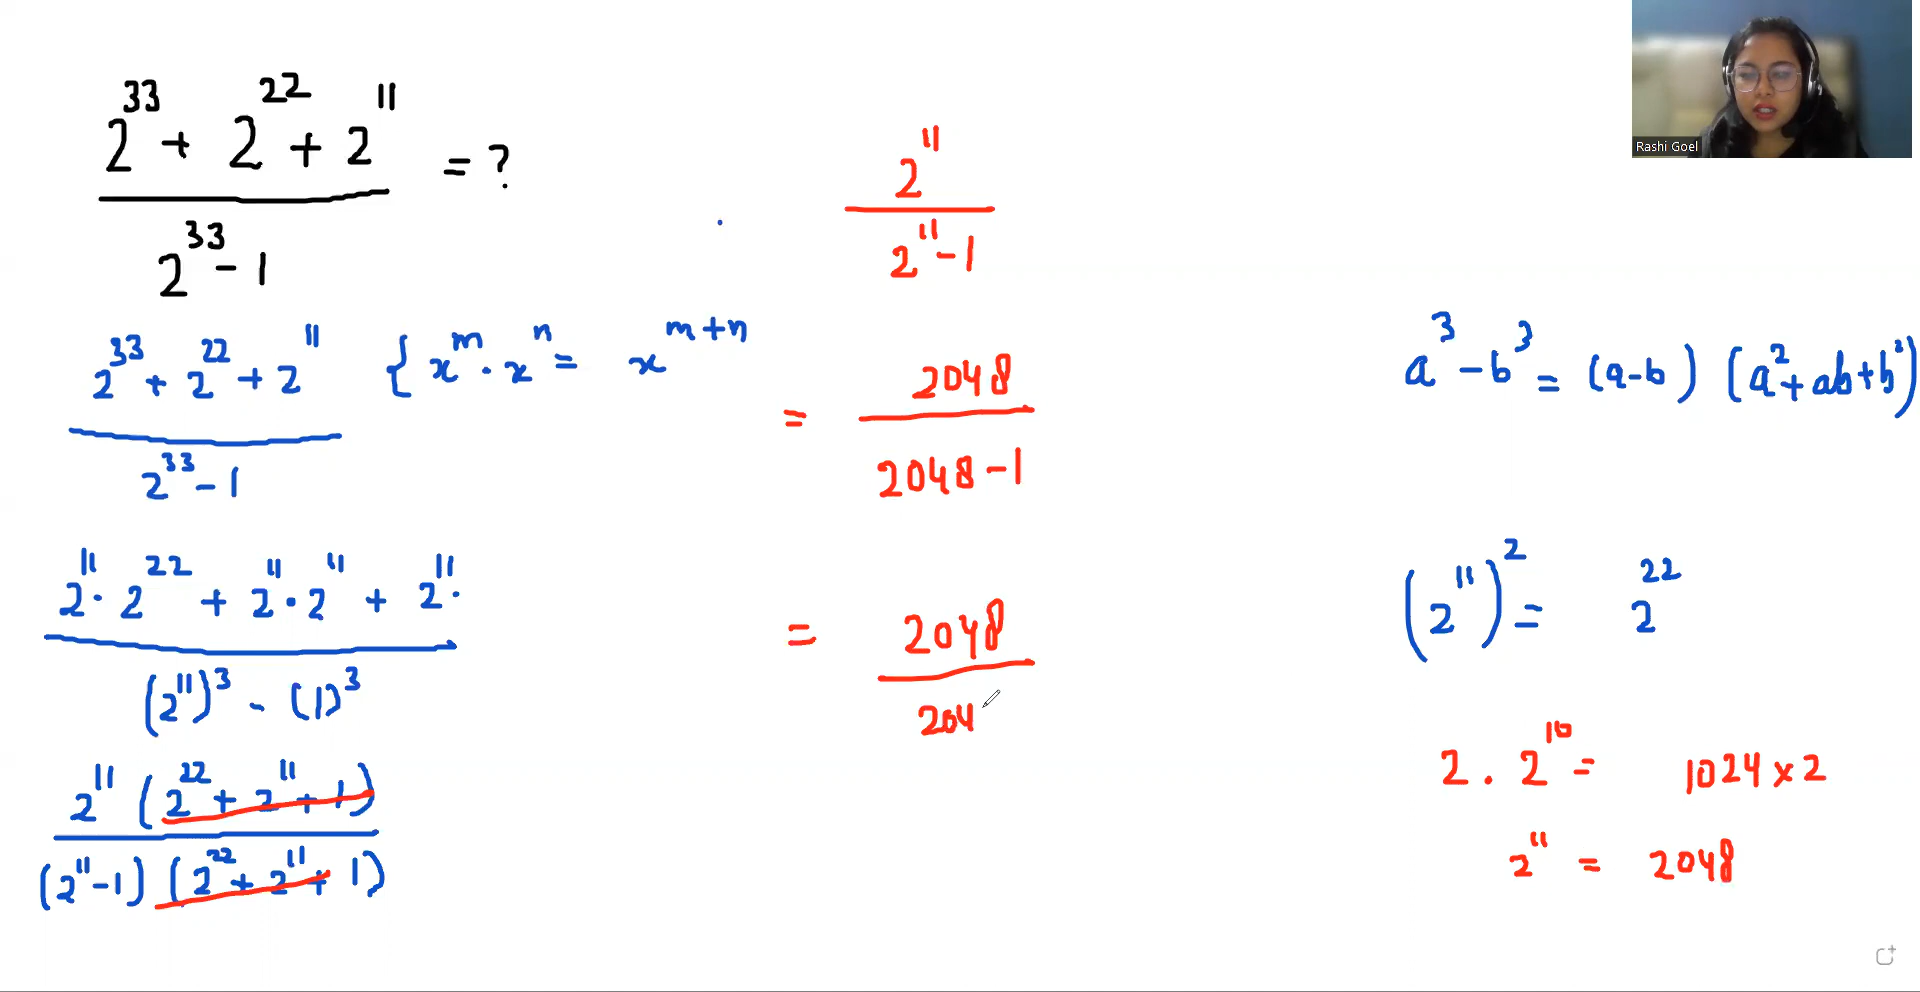 2^33 + 2^22 + 2^11 = ?
2^33 - 1
2^33 + 2^22 + 2^11 { x^m . x^n = x^m+n
2^33 - 1
2^11 . 2^22 + 2^11 . 2^11 + 2^11 .
(2^11)^3 - (1)^3
2^11 (2^22 + 2^11 + 1)
(2^11 - 1) (2^22 + 2^11 + 1)
2^11
2^11 - 1
= 2048
2048 - 1
= 2048
204
Rashi Goel
a^3 - b^3 = (a-b) (a^2 + ab + b^2)
(2^11)^2 = 2^22
2 . 2^10 = 1024 x 2
2^11 = 2048